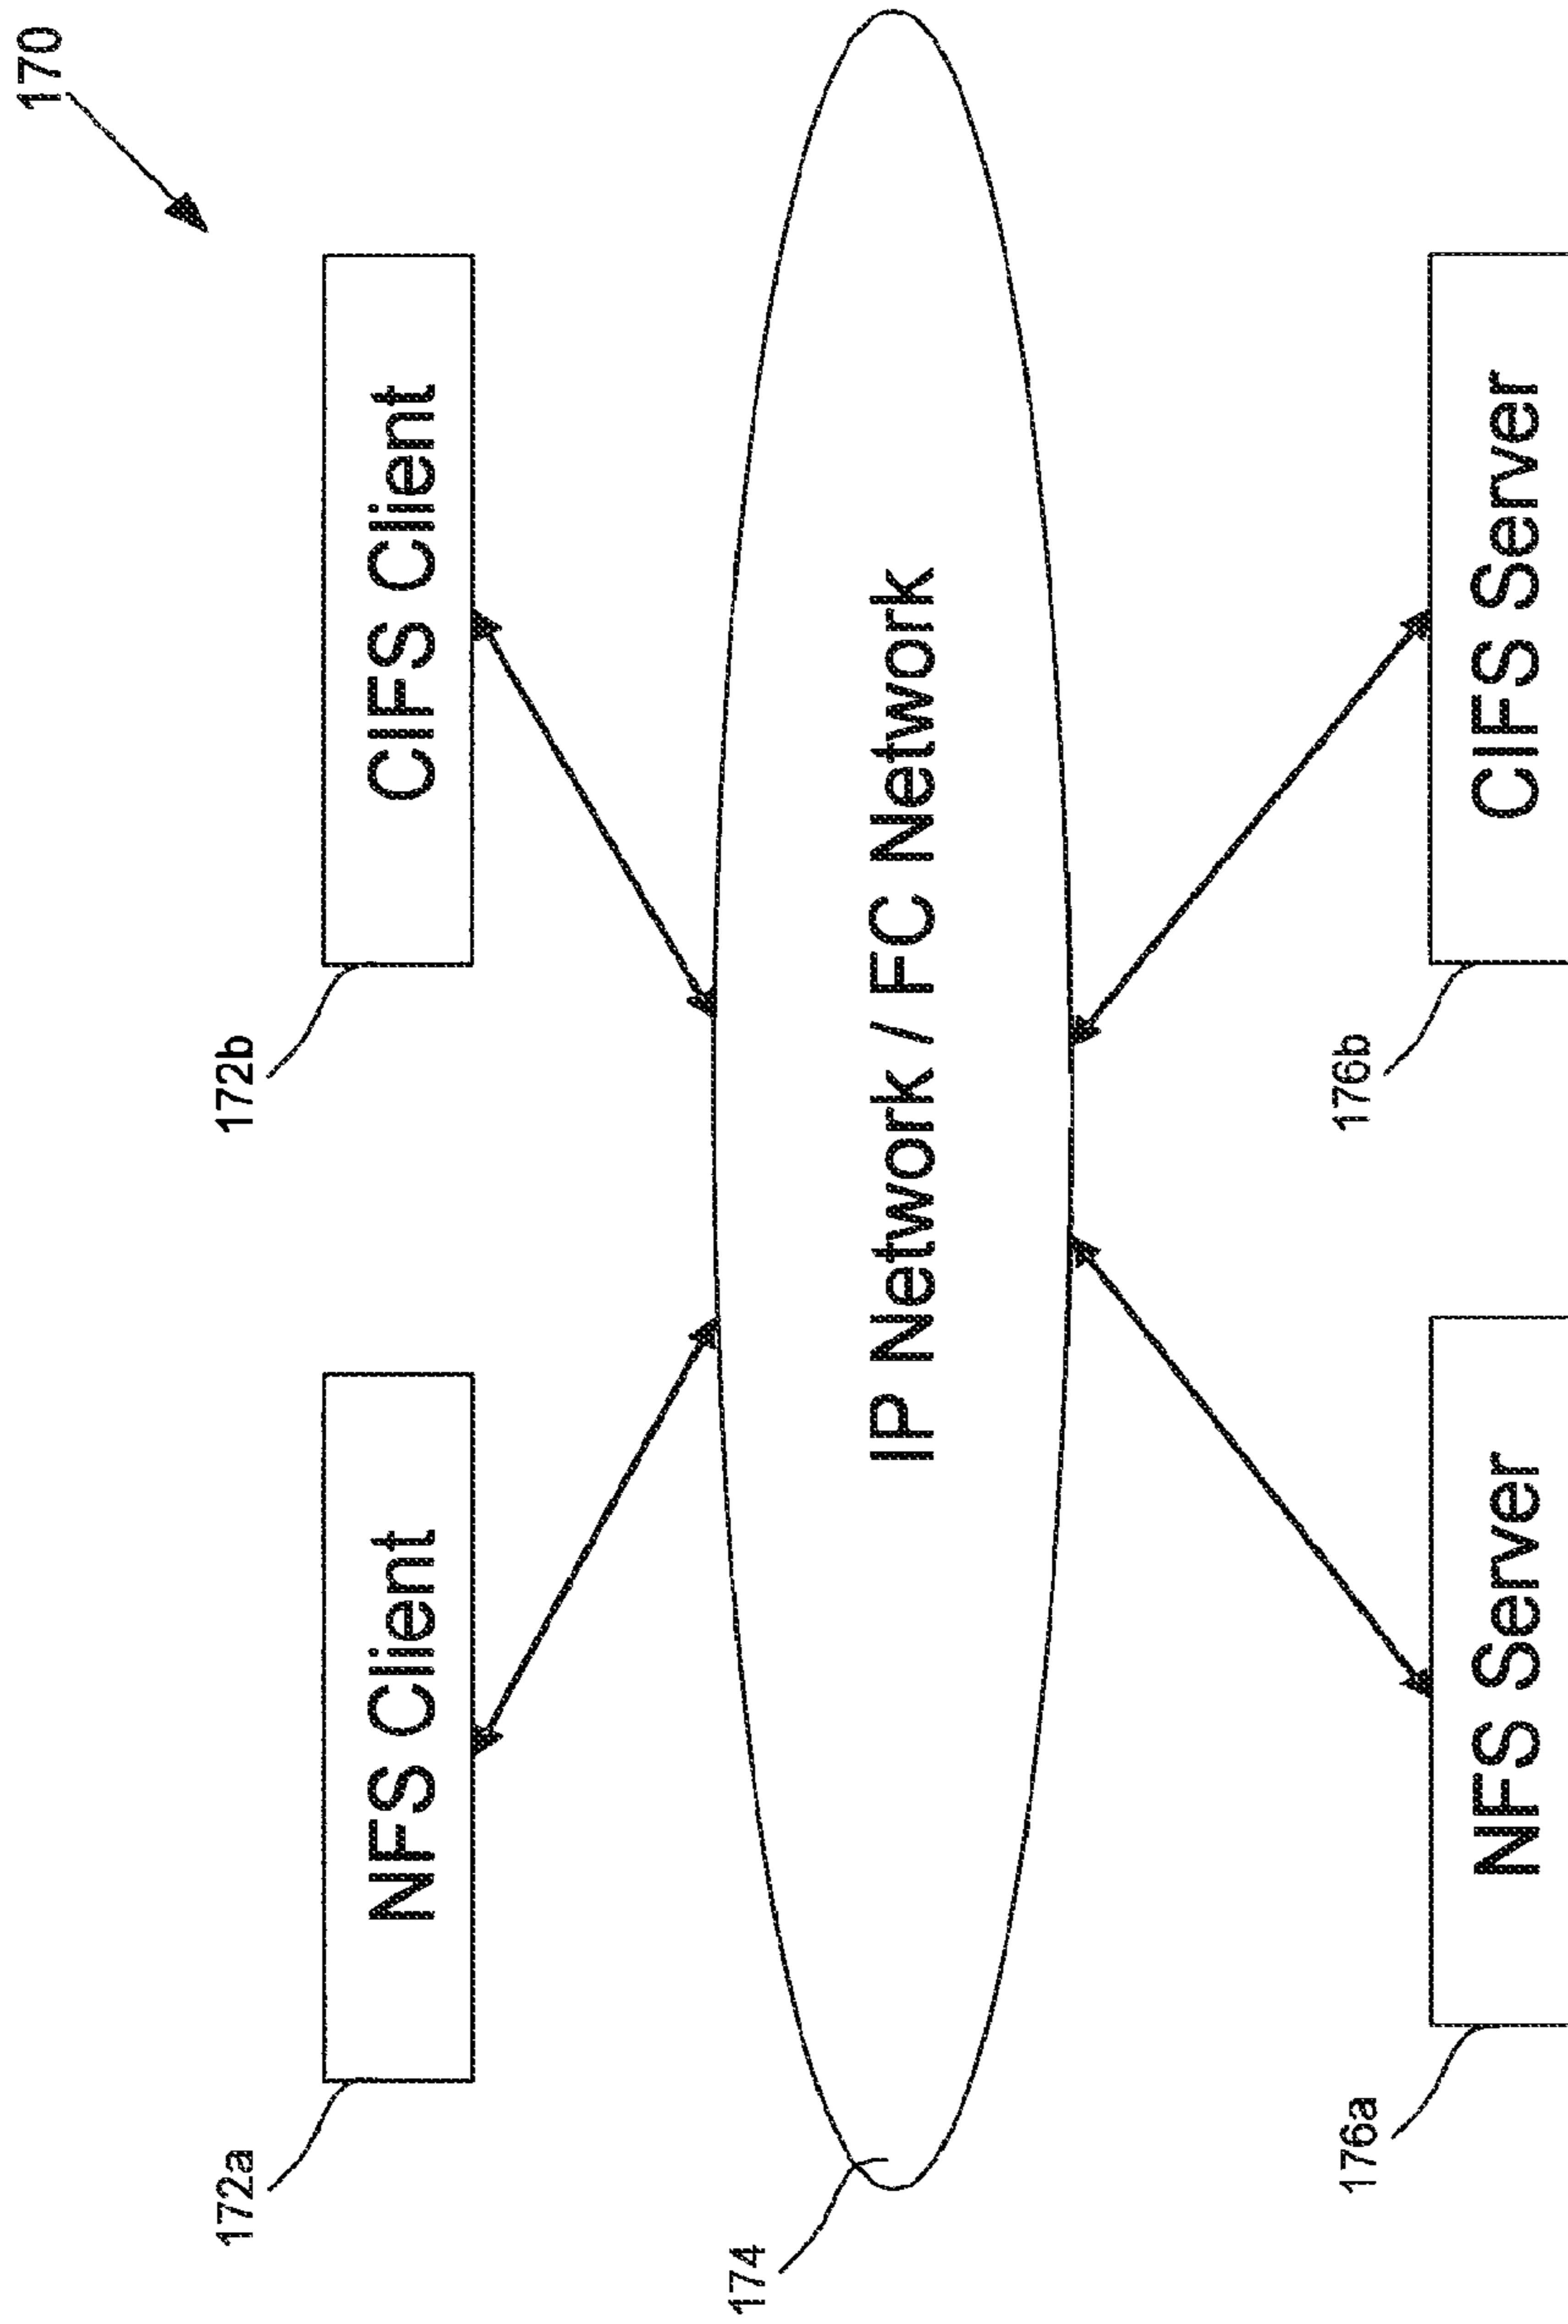 170
172a
NFS Client
172b
CIFS Client
174
IP Network / FC Network
176a
NFS Server
176b
CIFS Server